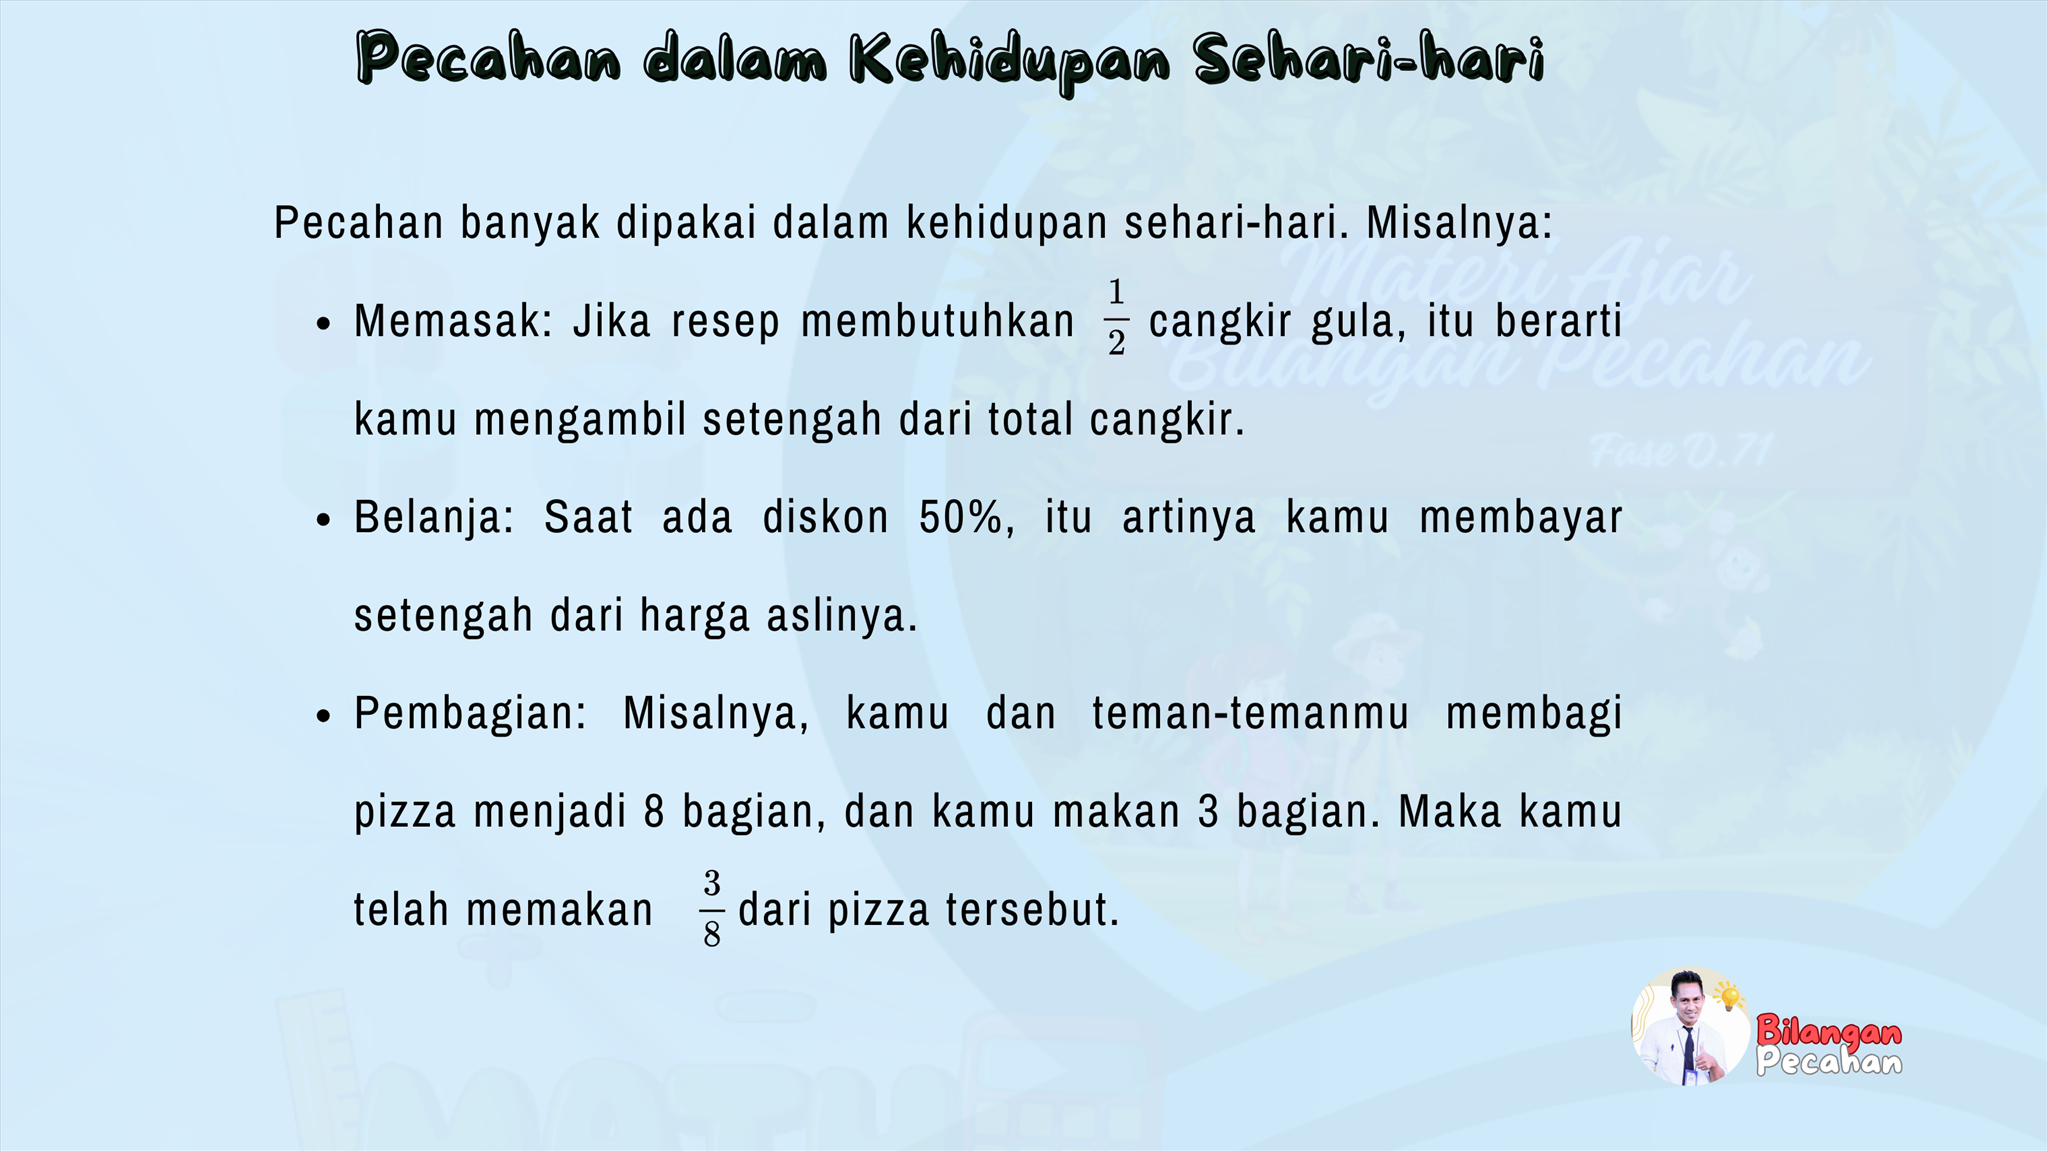 Pecahan dalam Kehidupan Sehari-hari
Pecahan banyak dipakai dalam kehidupan sehari-hari. Misalnya:
• Memasak: Jika resep membutuhkan 1/2 cangkir gula, itu berarti
kamu mengambil setengah dari total cangkir.
• Belanja: Saat ada diskon 50%, itu artinya kamu membayar
setengah dari harga aslinya.
• Pembagian: Misalnya, kamu dan teman-temanmu membagi
pizza menjadi 8 bagian, dan kamu makan 3 bagian. Maka kamu
telah memakan 3/8 dari pizza tersebut.
Materi Ajar
Bilangan Pecahan
Fase D.71
MATH
Bilangan
Pecahan